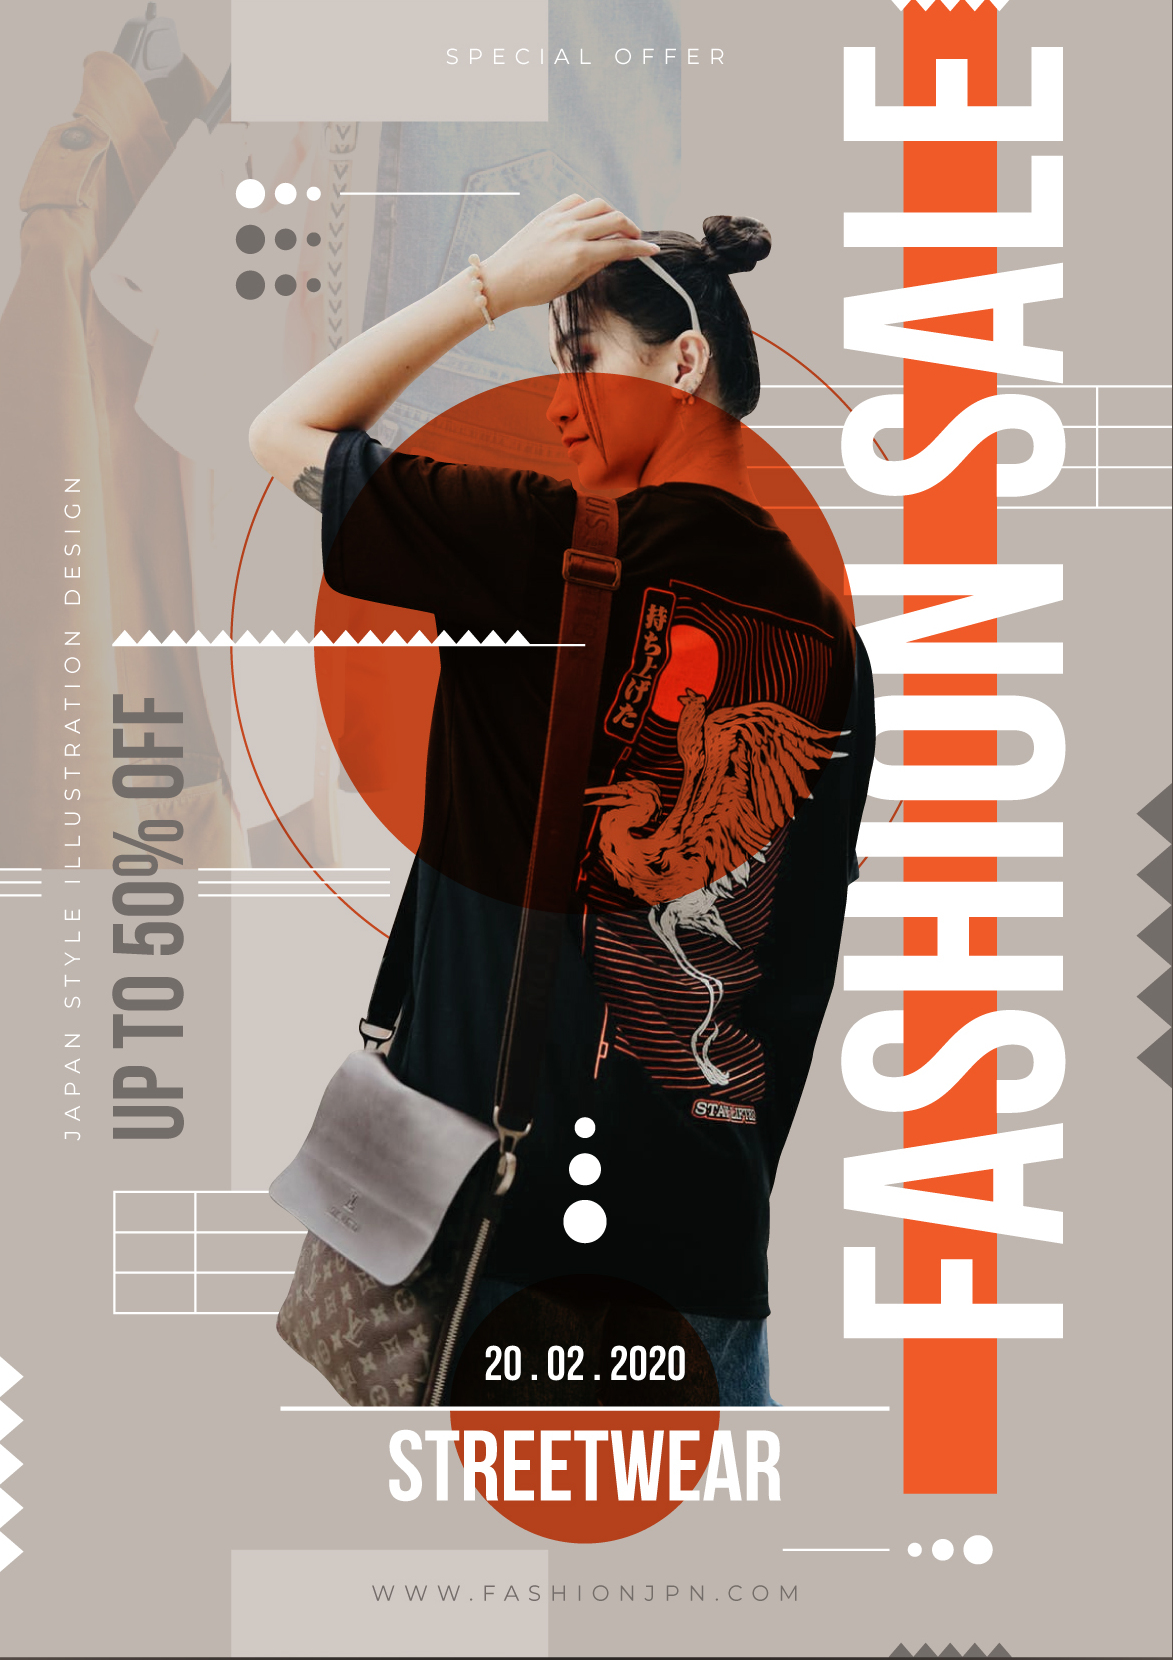 SPECIAL OFFER
FASHION SALE
JAPAN STYLE ILLUSTRATION DESIGN
UP TO 50% OFF
持ち上げた
20 . 02 . 2020
STREETWEAR
WWW.FASHIONJPN.COM